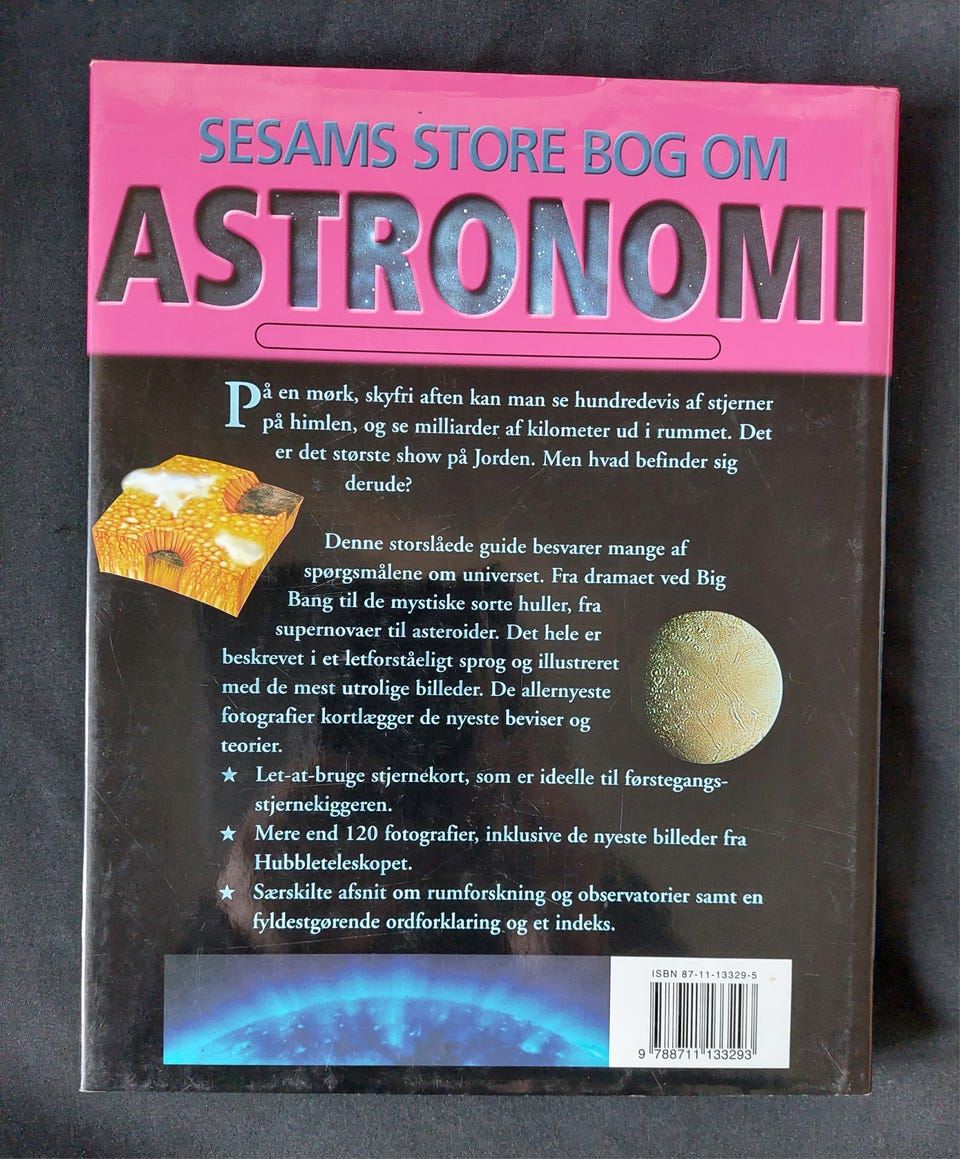 SESAMS STORE BOG OM
ASTRONOMI
På en mørk, skyfri aften kan man se hundredevis af stjerner
på himlen, og se milliarder af kilometer ud i rummet. Det
er det største show på Jorden. Men hvad befinder sig
derude?
Denne storslåede guide besvarer mange af
spørgsmålene om universet. Fra dramaet ved Big
Bang til de mystiske sorte huller, fra
supernovaer til asteroider. Det hele er
beskrevet i et letforståeligt sprog og illustreret
med de mest utrolige billeder. De allernyeste
fotografier kortlægger de nyeste beviser og
teorier.
★ Let-at-bruge stjernekort, som er ideelle til førstegangs-
stjernekiggeren.
★ Mere end 120 fotografier, inklusive de nyeste billeder fra
Hubbleteleskopet.
★ Særskilte afsnit om rumforskning og observatorier samt en
fyldestgørende ordforklaring og et indeks.
ISBN 87-11-13329-5
9 788711 133293